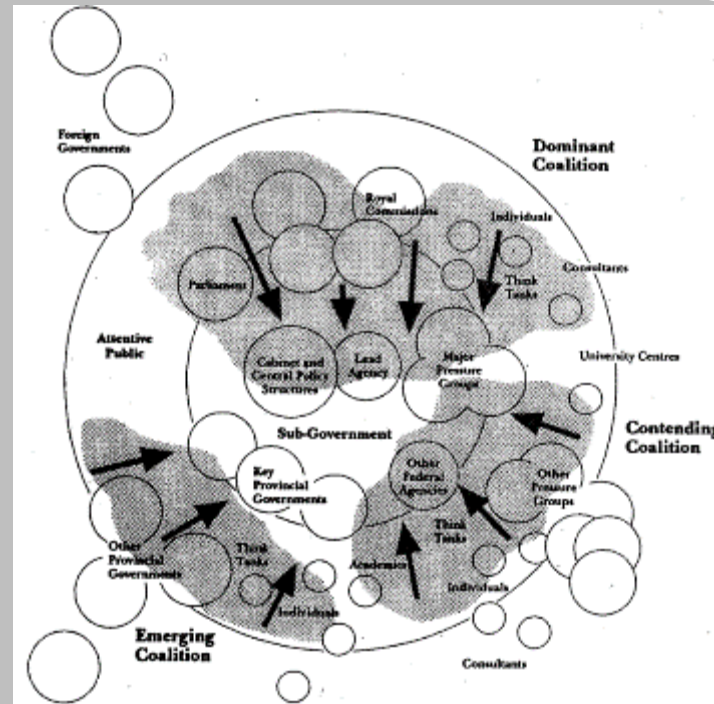 Foreign
Governments
Dominant
Coalition
Royal
Commissions
Individuals
Think
Tanks
Consultants
Parliament
Attentive
Public
Cabinet and
Central Policy
Structures
Lead
Agency
Major
Pressure
Groups
University Centres
Sub-Government
Contending
Coalition
Key
Provincial
Governments
Other
Federal
Agencies
Other
Pressure
Groups
Other
Provincial
Governments
Think
Tanks
Academics
Think
Tanks
Individuals
Individuals
Emerging
Coalition
Consultants